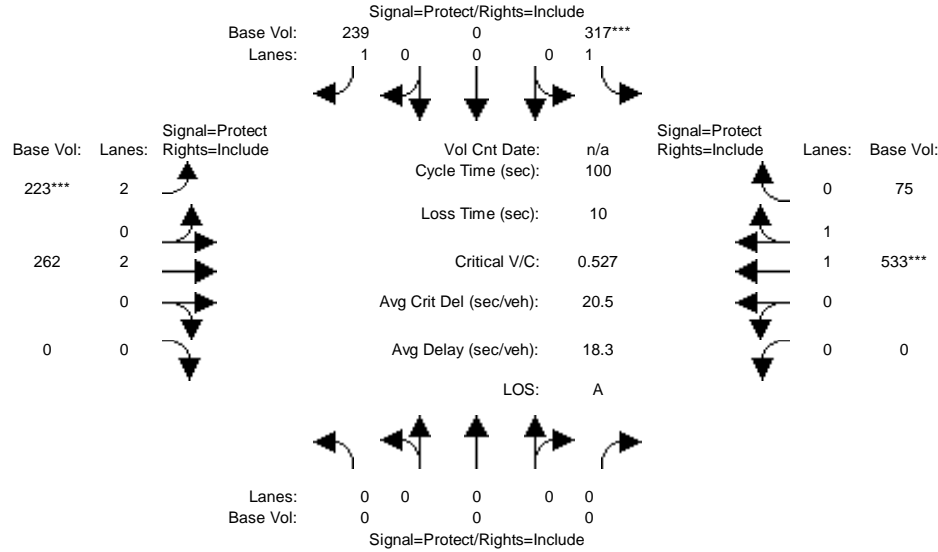 Signal=Protect/Rights=Include
Base Vol: 239 0 317***
Lanes: 1 0 0 0 1
Signal=Protect
Base Vol: Lanes: Rights=Include
Vol Cnt Date: n/a
Signal=Protect
Rights=Include Lanes: Base Vol:
Cycle Time (sec): 100
223*** 2
0 75
Loss Time (sec): 10
0
1
262 2
Critical V/C: 0.527
1 533***
0
Avg Crit Del (sec/veh): 20.5
0
0 0
Avg Delay (sec/veh): 18.3
0 0
LOS: A
Lanes: 0 0 0 0 0
Base Vol: 0 0 0
Signal=Protect/Rights=Include